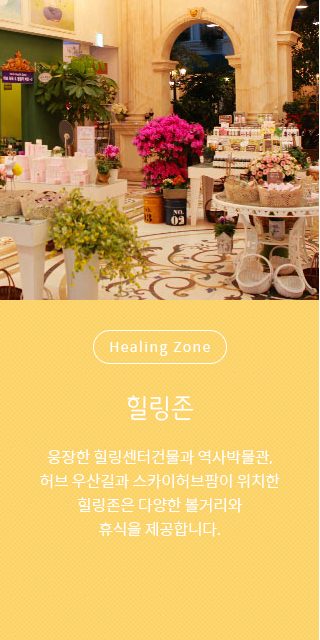 Healing Zone
힐링존
웅장한 힐링센터건물과 역사박물관,
허브 우산길과 스카이허브팜이 위치한
힐링존은 다양한 볼거리와
휴식을 제공합니다.